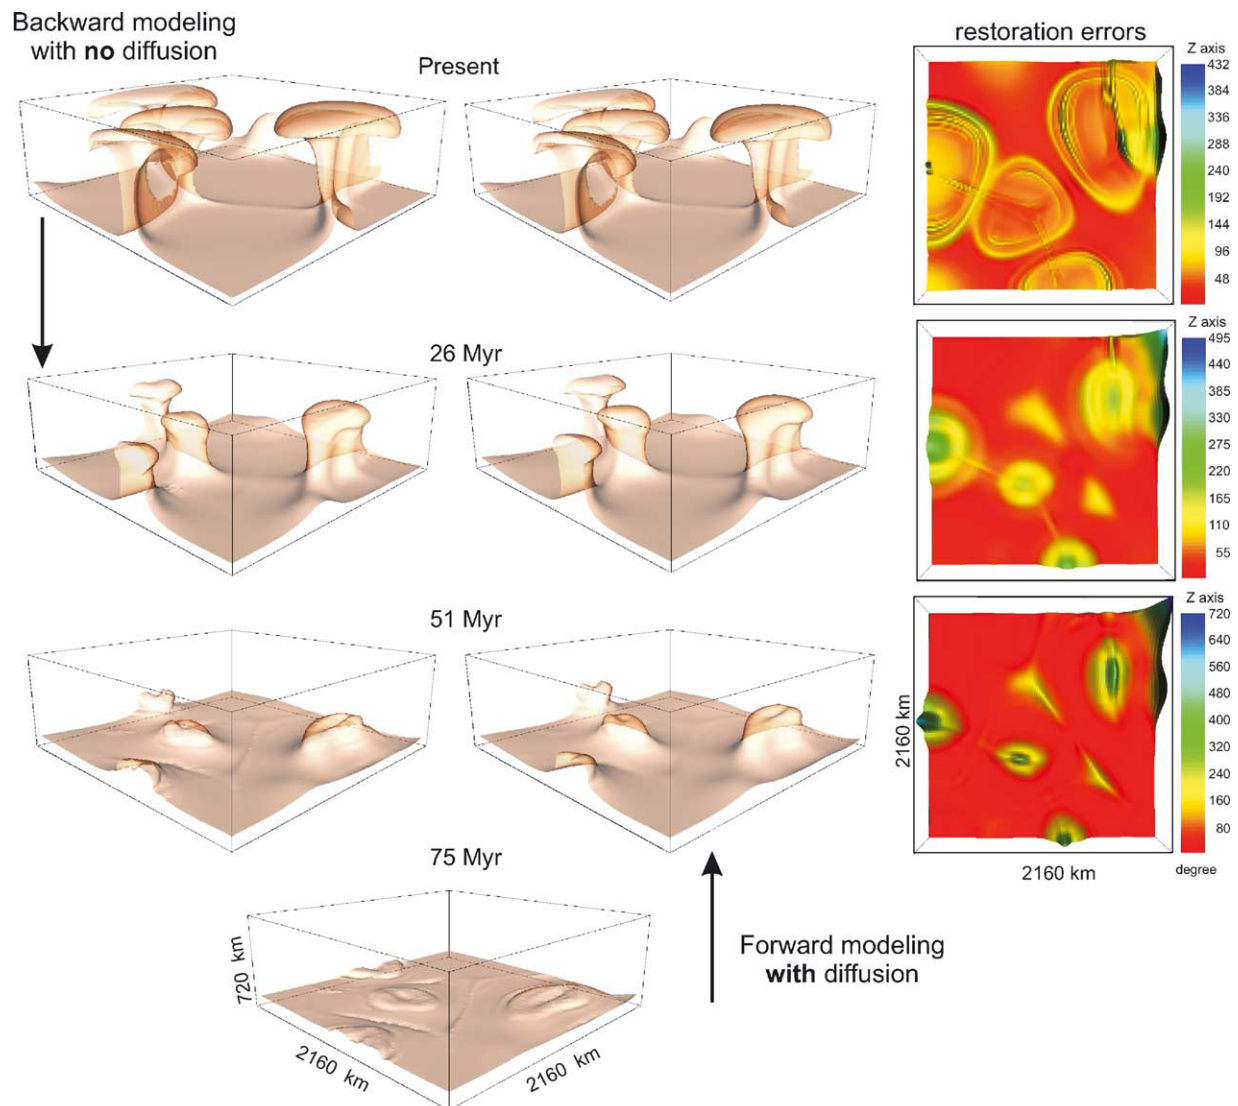 Backward modeling
with no diffusion
Present
restoration errors
Z axis
432
384
336
288
240
192
144
96
48
26 Myr
Z axis
495
440
385
330
275
220
165
110
55
51 Myr
Z axis
720
640
560
480
400
320
240
160
80
degree
2160 km
2160 km
75 Myr
720 km
2160 km
2160 km
Forward modeling
with diffusion